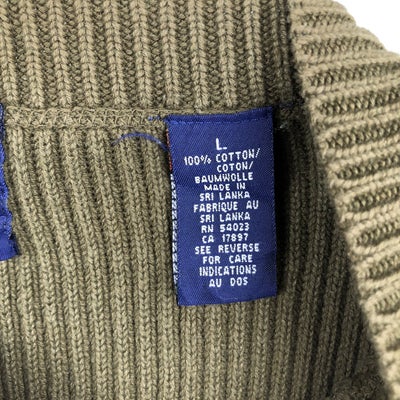 L
100% COTTON/
COTON/
BAUMWOLLE
MADE IN
SRI LANKA
FABRIQUE AU
SRI LANKA
RN 54023
CA 17897
SEE REVERSE
FOR CARE
INDICATIONS
AU DOS